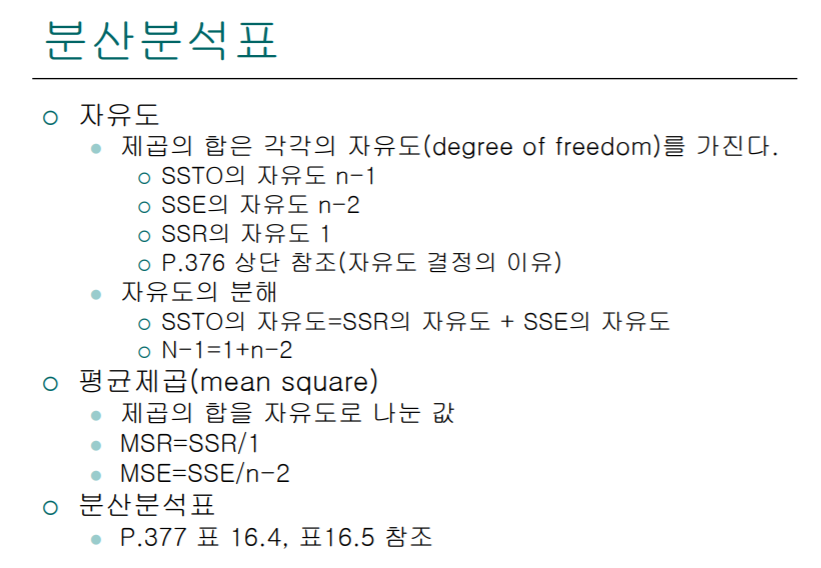 분산분석표
자유도
제곱의 합은 각각의 자유도(degree of freedom)를 가진다.
SSTO의 자유도 n-1
SSE의 자유도 n-2
SSR의 자유도 1
P.376 상단 참조(자유도 결정의 이유)
자유도의 분해
SSTO의 자유도=SSR의 자유도 + SSE의 자유도
N-1=1+n-2
평균제곱(mean square)
제곱의 합을 자유도로 나눈 값
MSR=SSR/1
MSE=SSE/n-2
분산분석표
P.377 표 16.4, 표16.5 참조